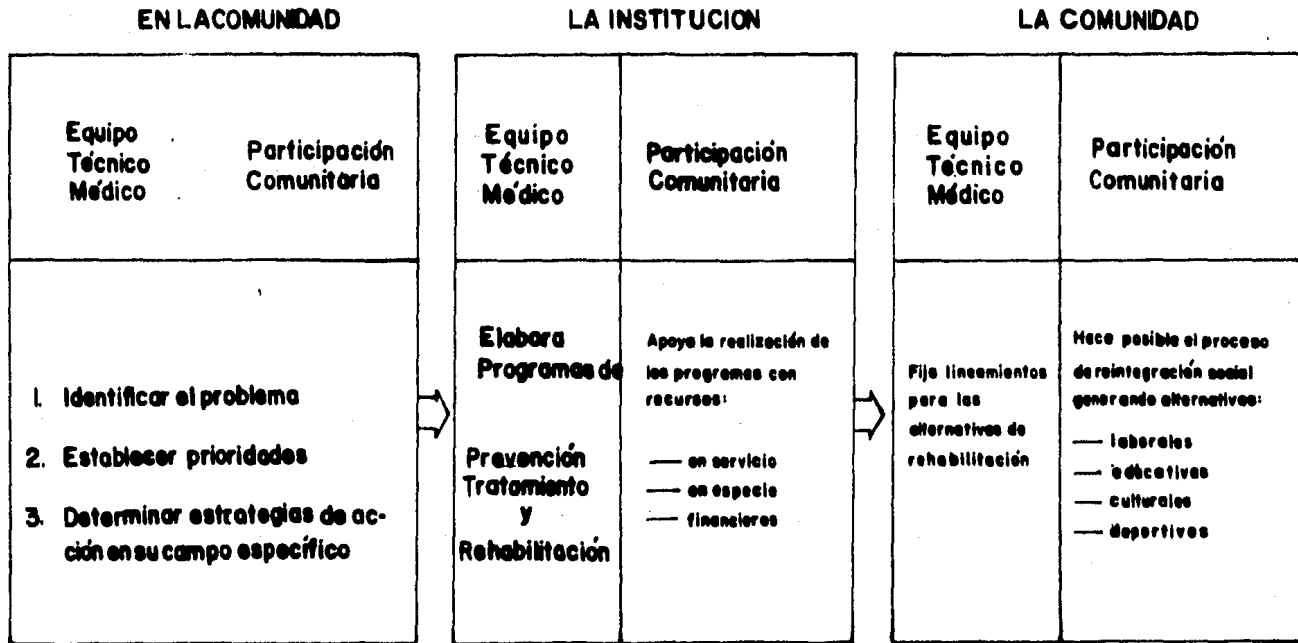 EN LACOMUNIDAD
Equipo
Técnico
Médico
Participación
Comunitaria
1. Identificar el problema
2. Establecer prioridades
3. Determinar estrategias de ac-
ción en su campo específico
LA INSTITUCION
Equipo
Técnico
Médico
Participación
Comunitaria
Elabora
Programas de
Prevención
Tratamiento
y
Rehabilitación
Apoya la realización de
los programas con
recursos:
— en servicio
— en especie
— financieros
LA COMUNIDAD
Equipo
Técnico
Médico
Participación
Comunitaria
Fija lineamientos
para las
alternativas de
rehabilitación
Hace posible el proceso
de reintegración social
generando alternativas:
— laborales
— educativas
— culturales
— deportivas